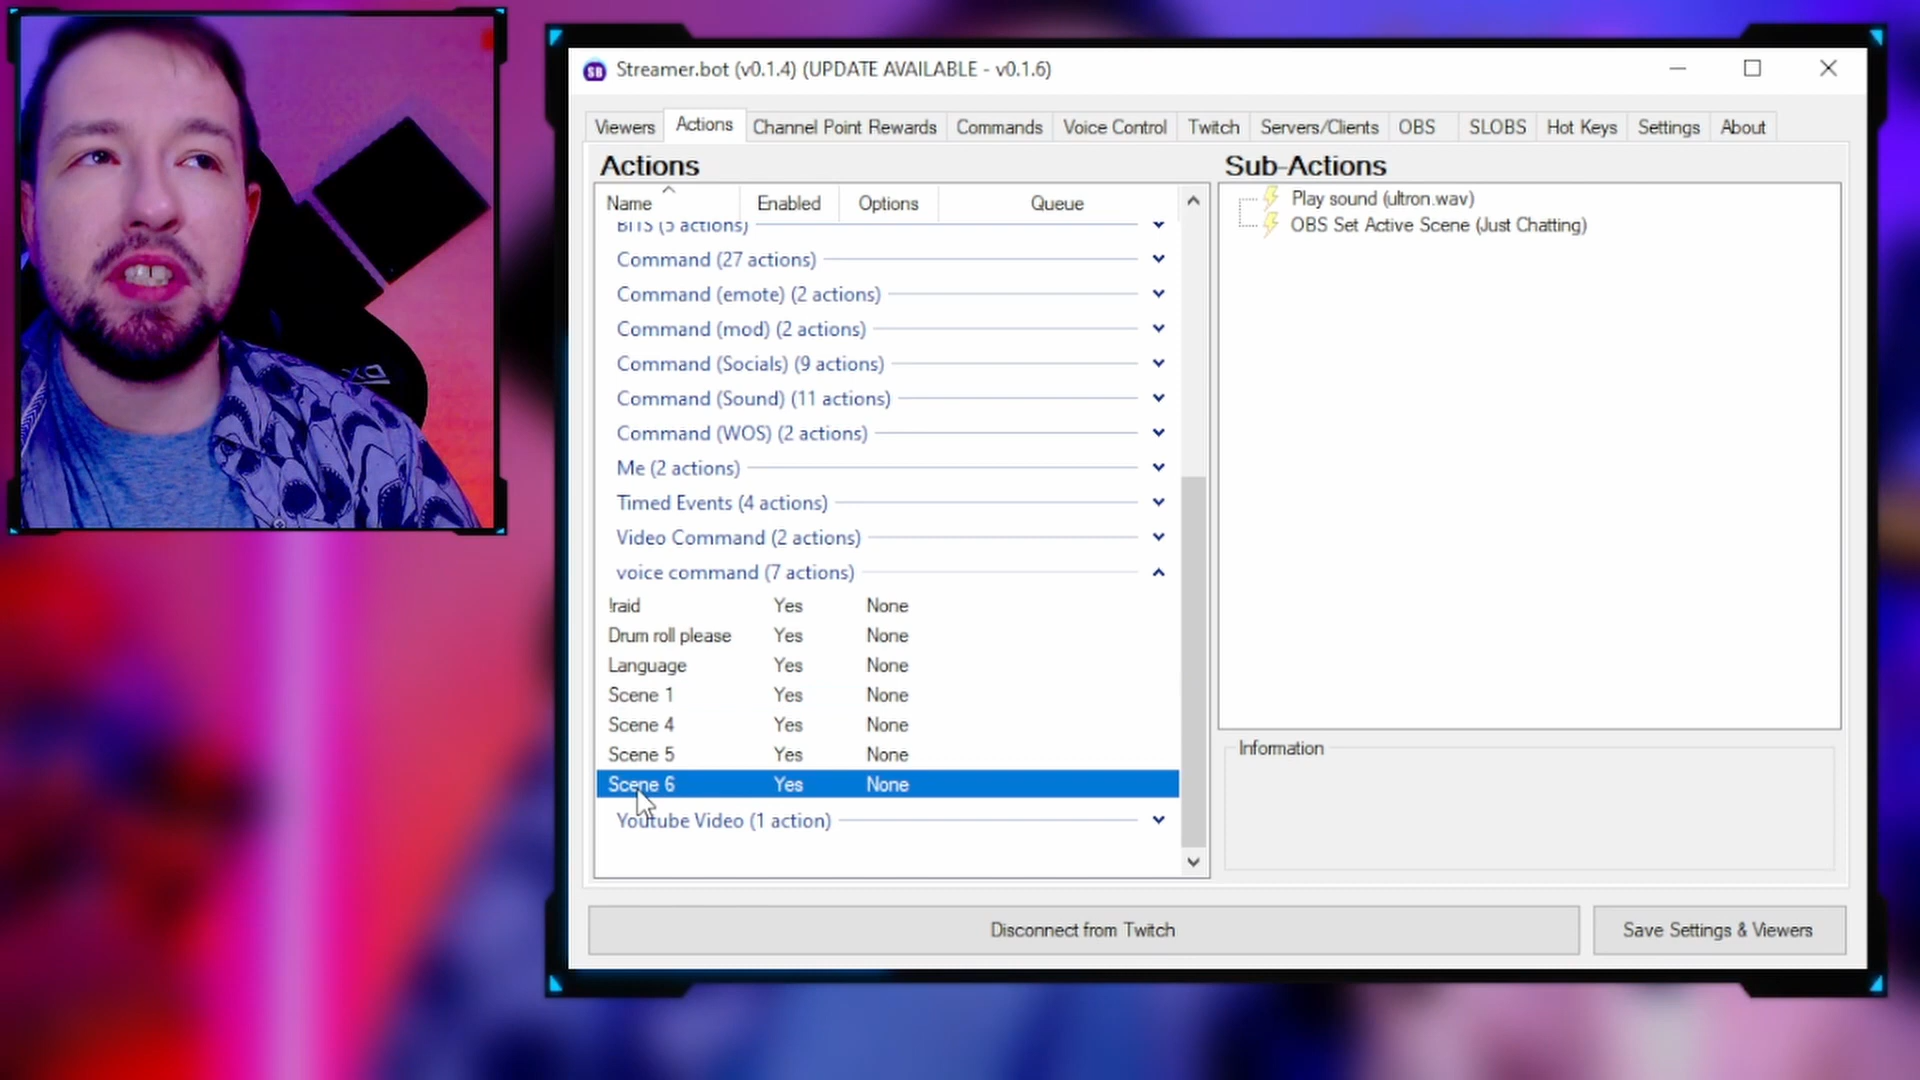 SB Streamer.bot (v0.1.4) (UPDATE AVAILABLE - v0.1.6)
Viewers Actions Channel Point Rewards Commands Voice Control Twitch Servers/Clients OBS SLOBS Hot Keys Settings About
Actions
Name Enabled Options Queue
BITS (5 actions)
Command (27 actions)
Command (emote) (2 actions)
Command (mod) (2 actions)
Command (Socials) (9 actions)
Command (Sound) (11 actions)
Command (WOS) (2 actions)
Me (2 actions)
Timed Events (4 actions)
Video Command (2 actions)
voice command (7 actions)
!raid Yes None
Drum roll please Yes None
Language Yes None
Scene 1 Yes None
Scene 4 Yes None
Scene 5 Yes None
Scene 6 Yes None
Youtube Video (1 action)
Sub-Actions
Play sound (ultron.wav)
OBS Set Active Scene (Just Chatting)
Information
Disconnect from Twitch
Save Settings & Viewers